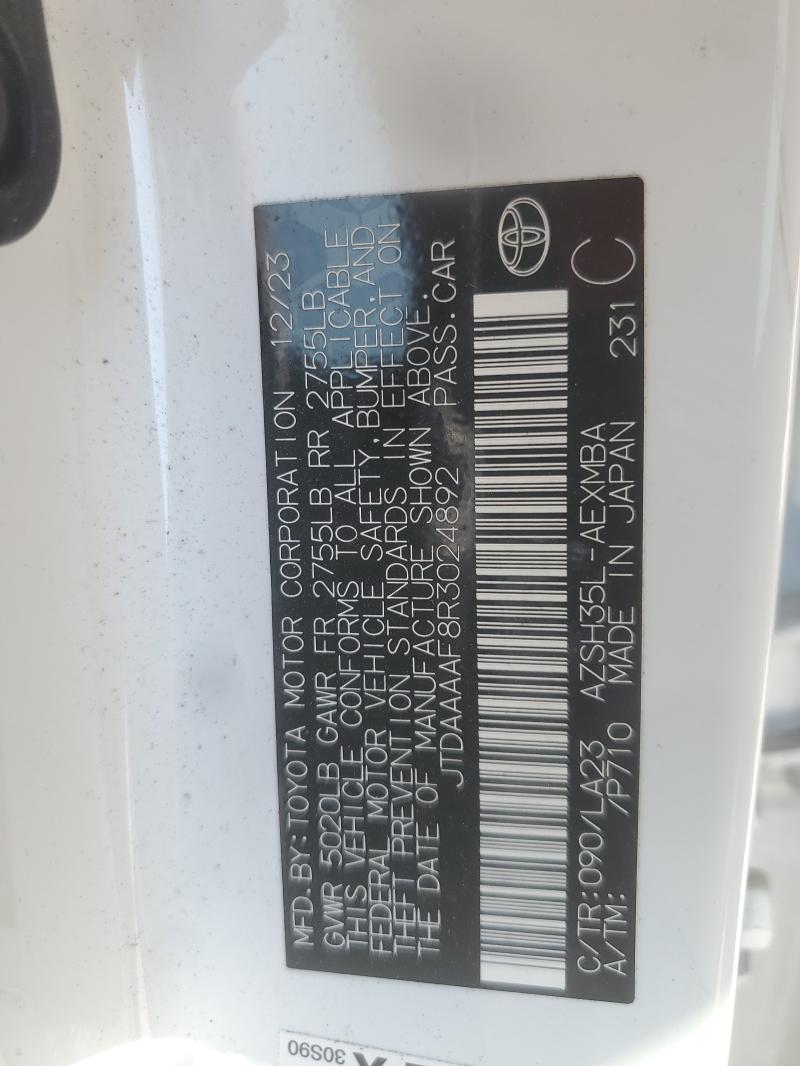 MFD.BY:TOYOTA MOTOR CORPORATION 12/23
GVWR 5020LB GAWR FR 2755LB RR 2755LB
THIS VEHICLE CONFORMS TO ALL APPLICABLE
FEDERAL MOTOR VEHICLE SAFETY,BUMPER,AND
THEFT PREVENTION STANDARDS IN EFFECT ON
THE DATE OF MANUFACTURE SHOWN ABOVE.
JTDAAAAF8R3024892 PASS.CAR
C/TR:090/LA23 AZSH35L-AEXMBA
A/TM: /P710 MADE IN JAPAN 231 C
30S90